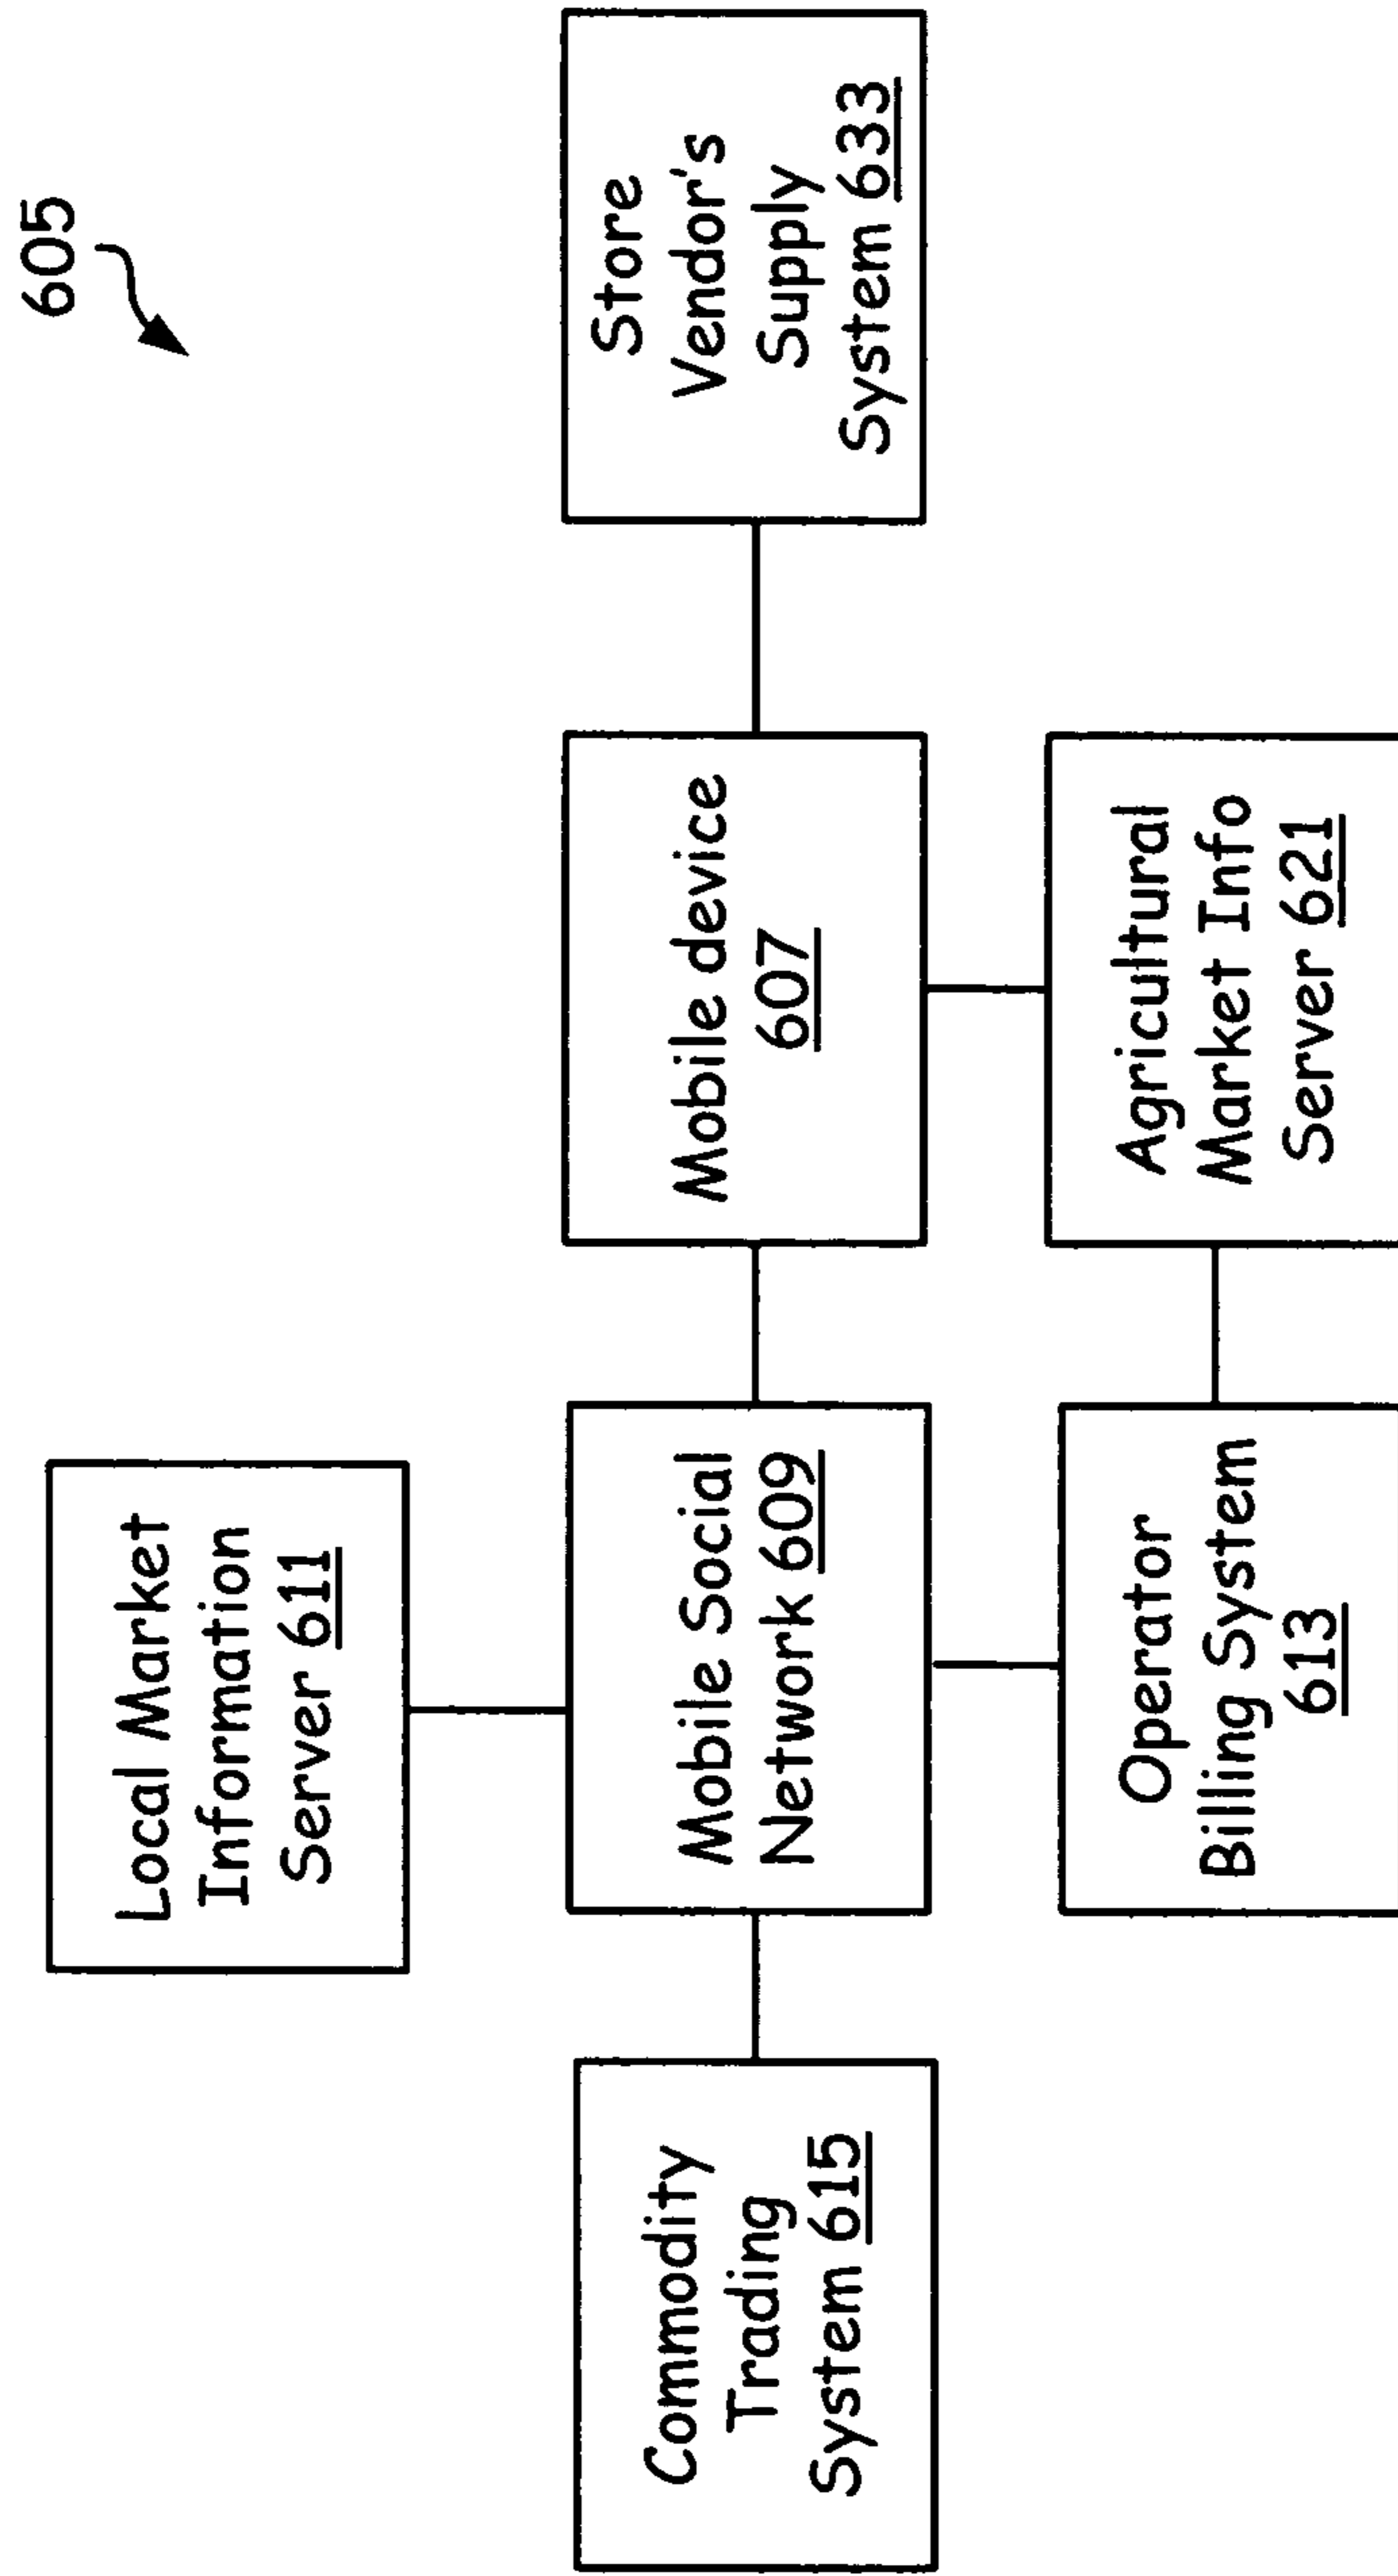 605
Local Market
Information
Server 611
Commodity
Trading
System 615
Mobile Social
Network 609
Mobile device
607
Store
Vendor's
Supply
System 633
Operator
Billing System
613
Agricultural
Market Info
Server 621